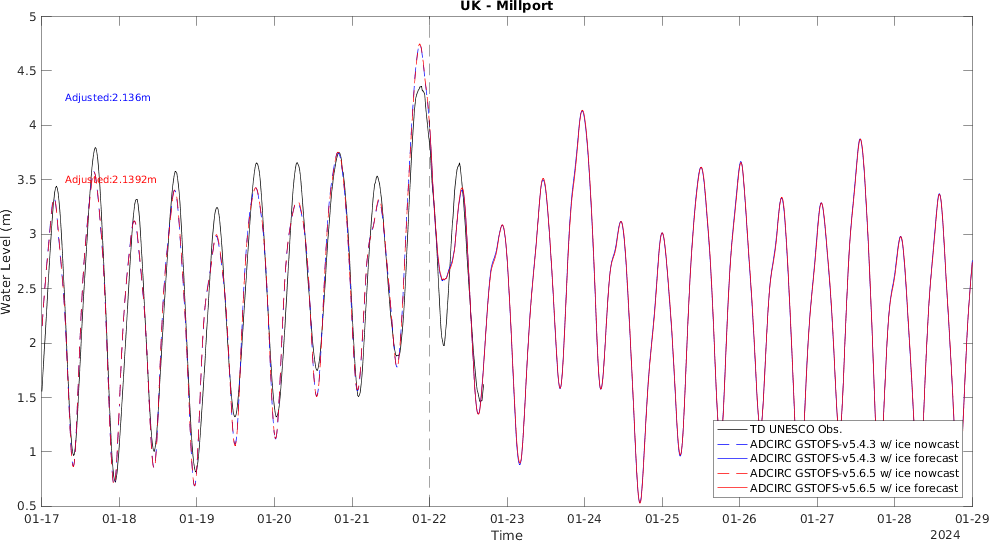 UK - Millport
5
4.5
4
3.5
3
2.5
2
1.5
1
0.5
Water Level (m)
Adjusted:2.136m
Adjusted:2.1392m
TD UNESCO Obs.
ADCIRC GSTOFS-v5.4.3 w/ ice nowcast
ADCIRC GSTOFS-v5.4.3 w/ ice forecast
ADCIRC GSTOFS-v5.6.5 w/ ice nowcast
ADCIRC GSTOFS-v5.6.5 w/ ice forecast
01-17 01-18 01-19 01-20 01-21 01-22 01-23 01-24 01-25 01-26 01-27 01-28 01-29
Time
2024